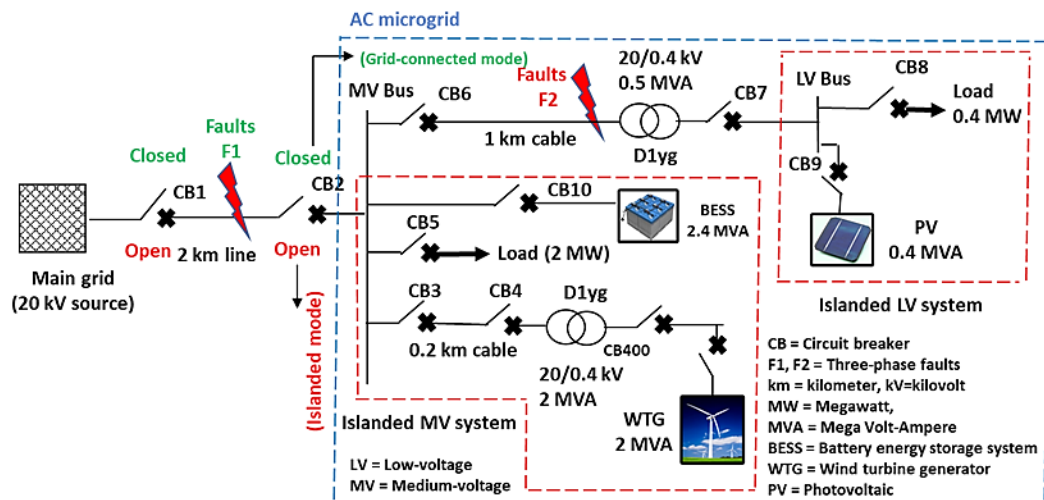 AC microgrid
(Grid-connected mode)
MV Bus
CB6
Faults
F2
20/0.4 kV
0.5 MVA
CB7
LV Bus
CB8
Load
0.4 MW
1 km cable
D1yg
CB9
Faults
F1
Closed
Closed
CB1
CB2
Open
2 km line
Open
Main grid
(20 kV source)
(Islanded mode)
CB10
BESS
2.4 MVA
PV
0.4 MVA
CB5
Load (2 MW)
Islanded LV system
CB3
CB4
D1yg
0.2 km cable
CB400
20/0.4 kV
2 MVA
WTG
2 MVA
Islanded MV system
LV = Low-voltage
MV = Medium-voltage
CB = Circuit breaker
F1, F2 = Three-phase faults
km = kilometer, kV=kilovolt
MW = Megawatt,
MVA = Mega Volt-Ampere
BESS = Battery energy storage system
WTG = Wind turbine generator
PV = Photovoltaic